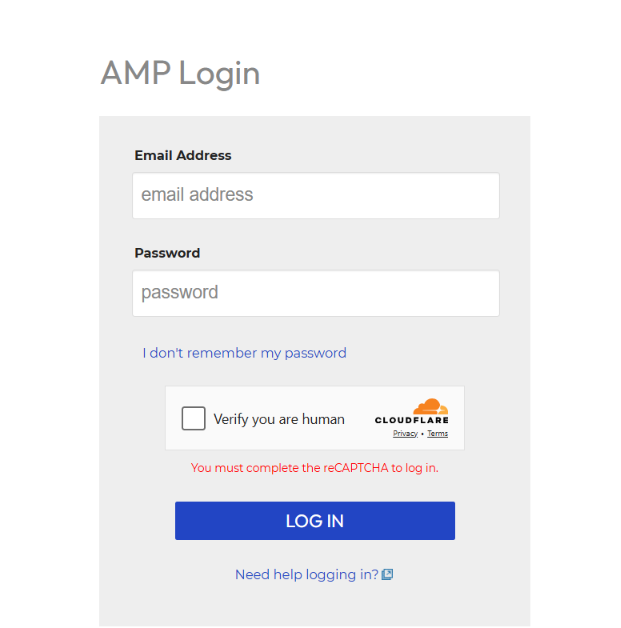 AMP Login
Email Address
email address
Password
password
I don't remember my password
Verify you are human
CLOUDFLARE
Privacy • Terms
You must complete the reCAPTCHA to log in.
LOG IN
Need help logging in?